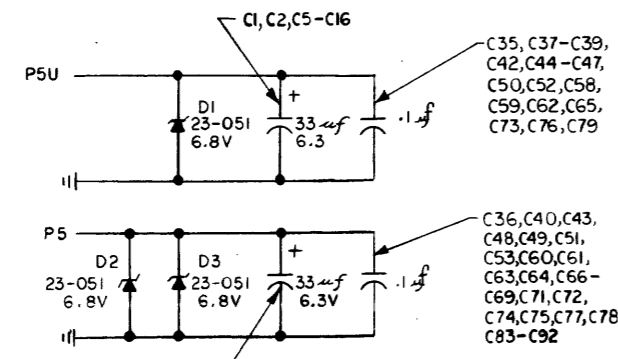 C1, C2, C5-C16
P5U
D1
23-051
6.8V
+
33 uf
6.3
.1 uf
C35, C37-C39,
C42, C44-C47,
C50, C52, C58,
C59, C62, C65,
C73, C76, C79
P5
D2
23-051
6.8V
D3
23-051
6.8V
+
33 uf
6.3V
.1 uf
C36, C40, C43,
C48, C49, C51,
C53, C60, C61,
C63, C64, C66-
C69, C71, C72,
C74, C75, C77, C78
C83-C92